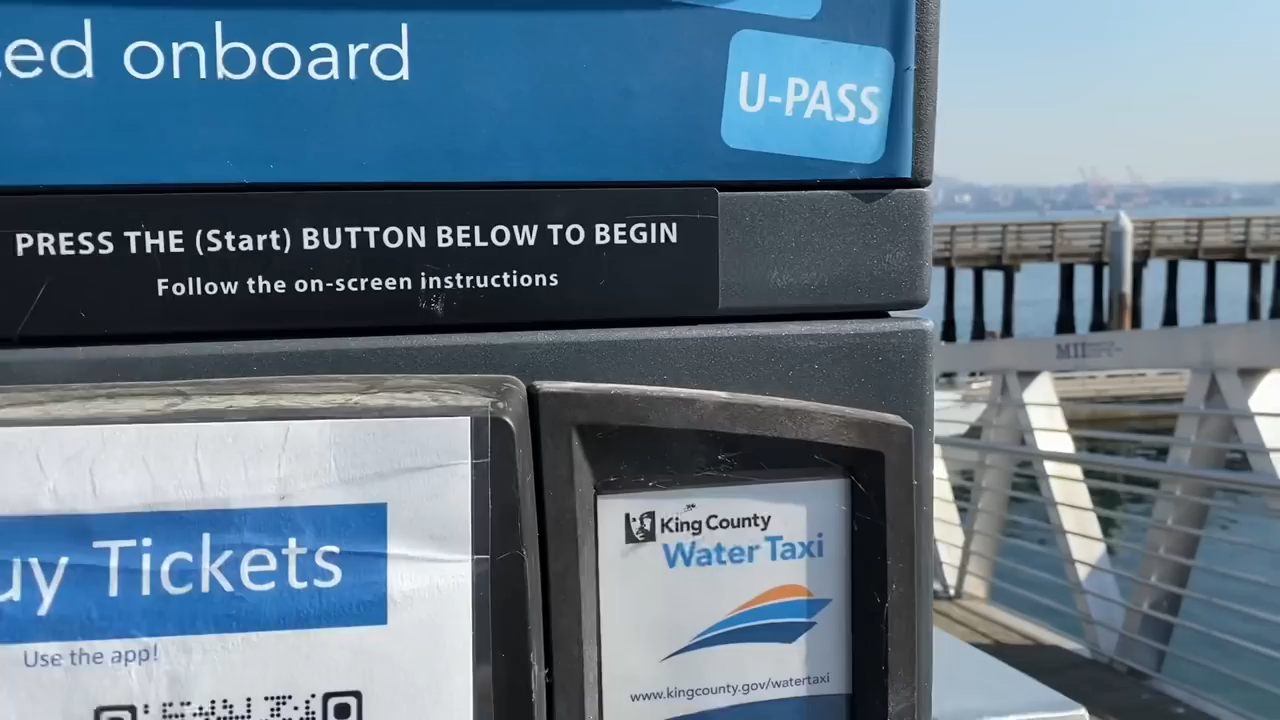 ed onboard
U-PASS
PRESS THE (Start) BUTTON BELOW TO BEGIN
Follow the on-screen instructions
uy Tickets
Use the app!
King County
Water Taxi
www.kingcounty.gov/watertaxi
MII